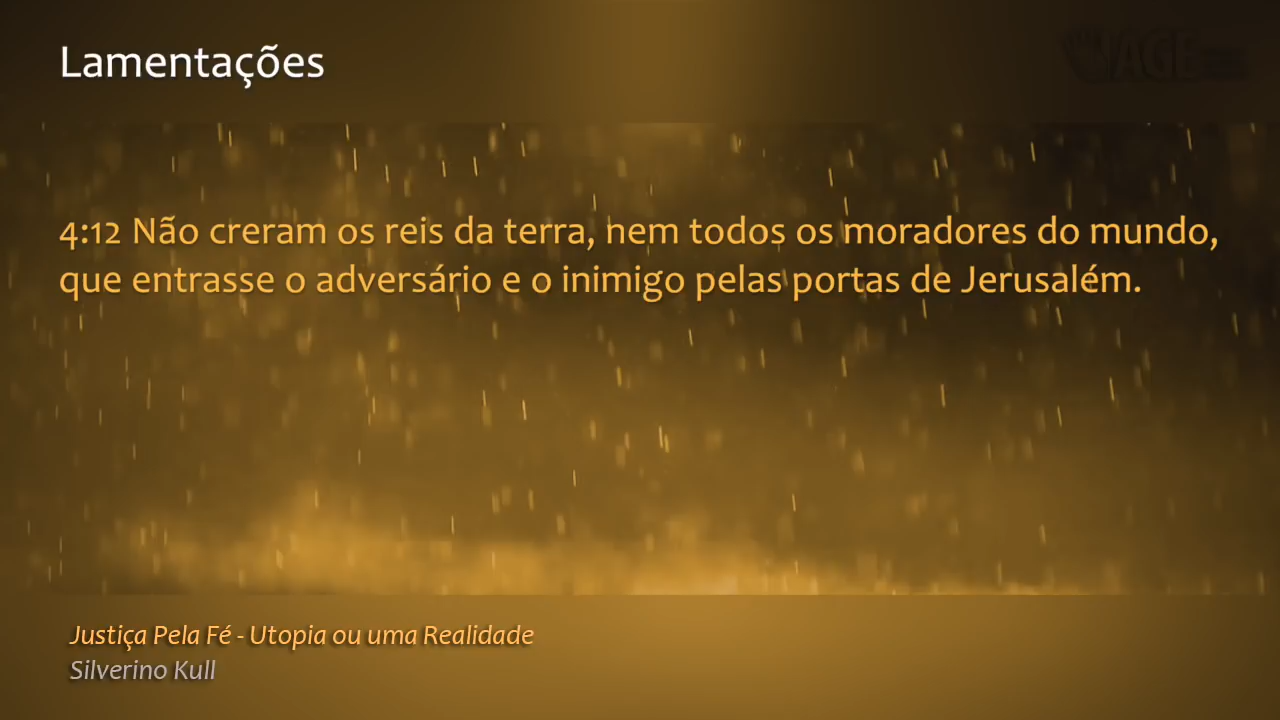 Lamentações
4:12 Não creram os reis da terra, nem todos os moradores do mundo,
que entrasse o adversário e o inimigo pelas portas de Jerusalém.
Justiça Pela Fé - Utopia ou uma Realidade
Silverino Kull